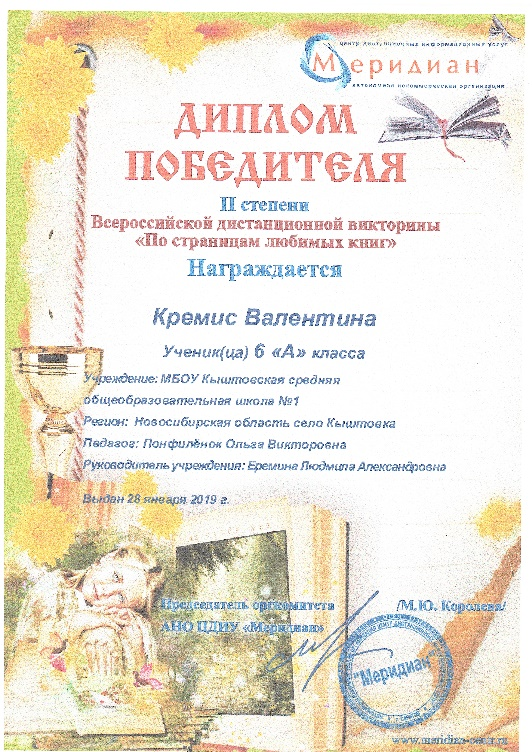 центр дистанционных информационных услуг
Меридиан
автономная некоммерческая организация
ДИПЛОМ
ПОБЕДИТЕЛЯ
II степени
Всероссийской дистанционной викторины
«По страницам любимых книг»
Награждается
Кремис Валентина
Ученик(ца) 6 «А» класса
Учреждение: МБОУ Кыштовская средняя
общеобразовательная школа №1
Регион: Новосибирская область село Кыштовка
Педагог: Понфилёнок Ольга Викторовна
Руководитель учреждения: Еремина Людмила Александровна
Выдан 28 января 2019 г.
Председатель оргкомитета /М.Ю. Королева/
АНО ЦДИУ «Меридиан»
"Меридиан"
www.meridian-centr.ru